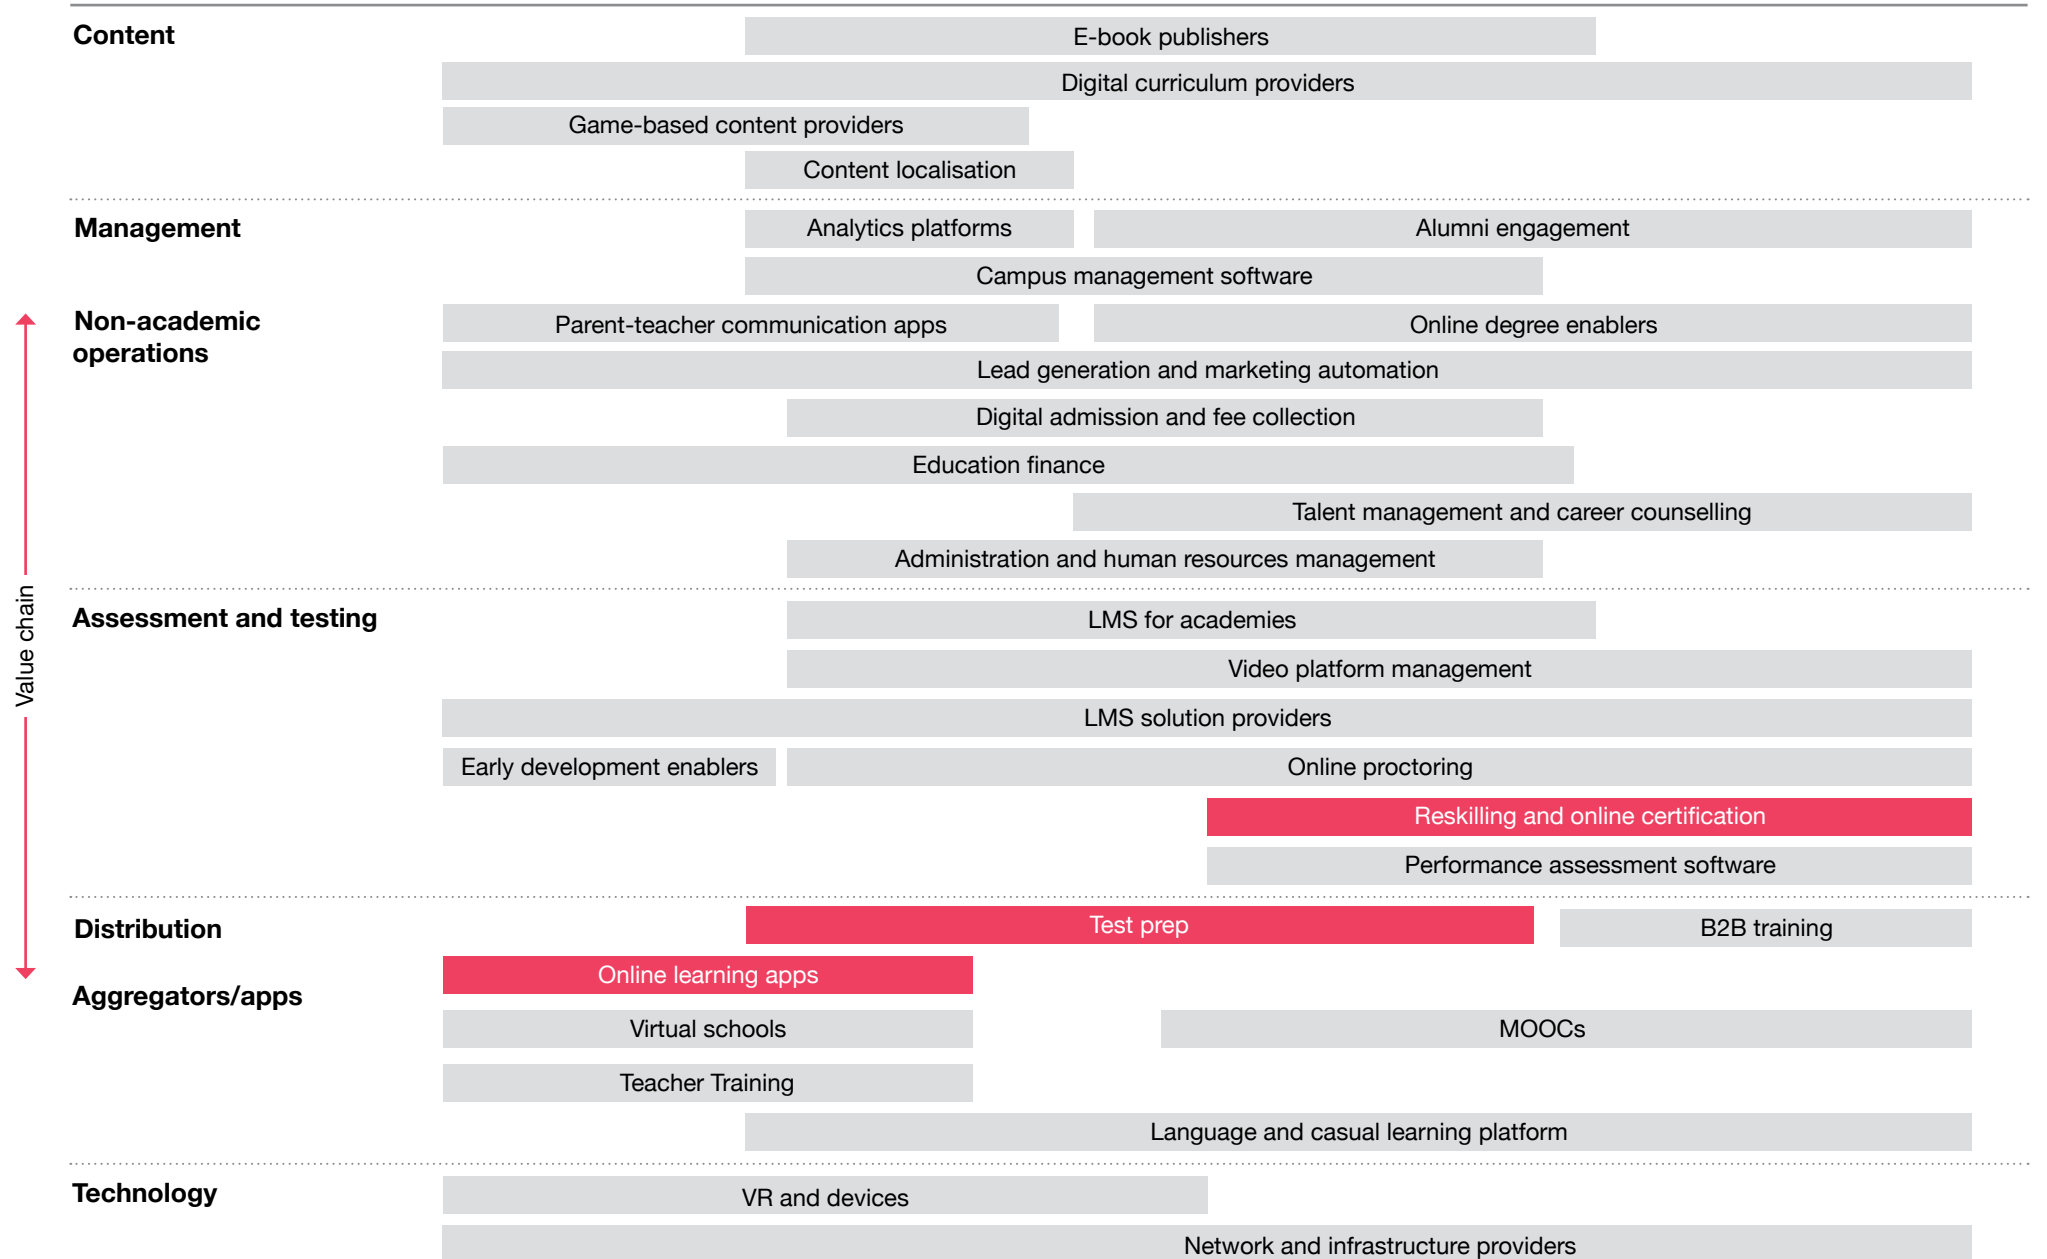 Content
E-book publishers
Digital curriculum providers
Game-based content providers
Content localisation
Management
Analytics platforms
Alumni engagement
Campus management software
Non-academic
operations
Parent-teacher communication apps
Online degree enablers
Lead generation and marketing automation
Digital admission and fee collection
Education finance
Talent management and career counselling
Administration and human resources management
Value chain
Assessment and testing
LMS for academies
Video platform management
LMS solution providers
Early development enablers
Online proctoring
Reskilling and online certification
Performance assessment software
Distribution
Test prep
B2B training
Aggregators/apps
Online learning apps
Virtual schools
MOOCs
Teacher Training
Language and casual learning platform
Technology
VR and devices
Network and infrastructure providers